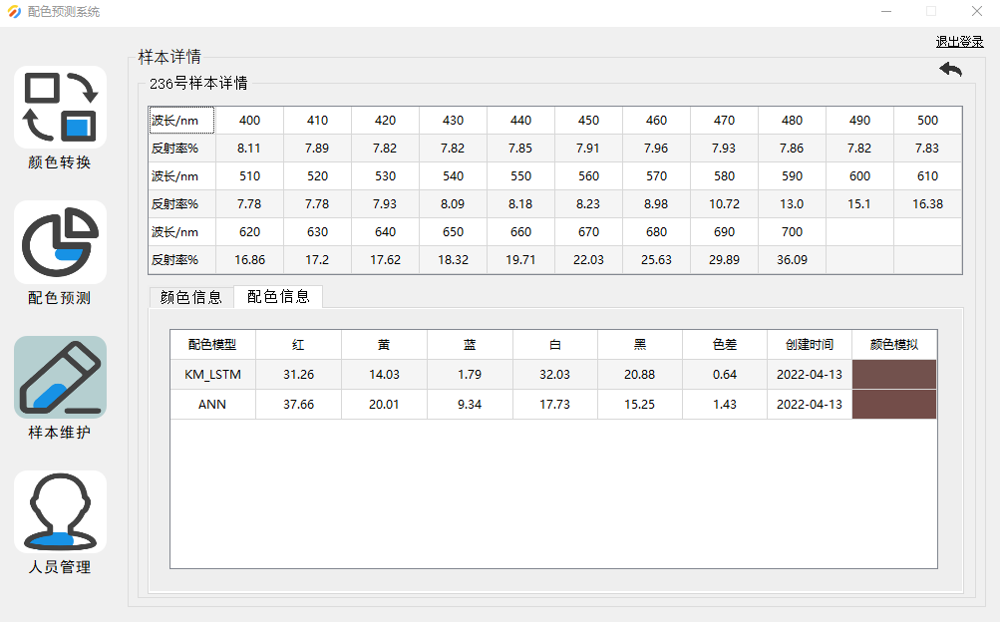 配色预测系统
退出登录
样本详情
236号样本详情
波长/nm 400 410 420 430 440 450 460 470 480 490 500
反射率% 8.11 7.89 7.82 7.82 7.85 7.91 7.96 7.93 7.86 7.82 7.83
波长/nm 510 520 530 540 550 560 570 580 590 600 610
反射率% 7.78 7.78 7.93 8.09 8.18 8.23 8.98 10.72 13.0 15.1 16.38
波长/nm 620 630 640 650 660 670 680 690 700
反射率% 16.86 17.2 17.62 18.32 19.71 22.03 25.63 29.89 36.09
颜色信息 配色信息
配色模型 红 黄 蓝 白 黑 色差 创建时间 颜色模拟
KM_LSTM 31.26 14.03 1.79 32.03 20.88 0.64 2022-04-13
ANN 37.66 20.01 9.34 17.73 15.25 1.43 2022-04-13
颜色转换
配色预测
样本维护
人员管理